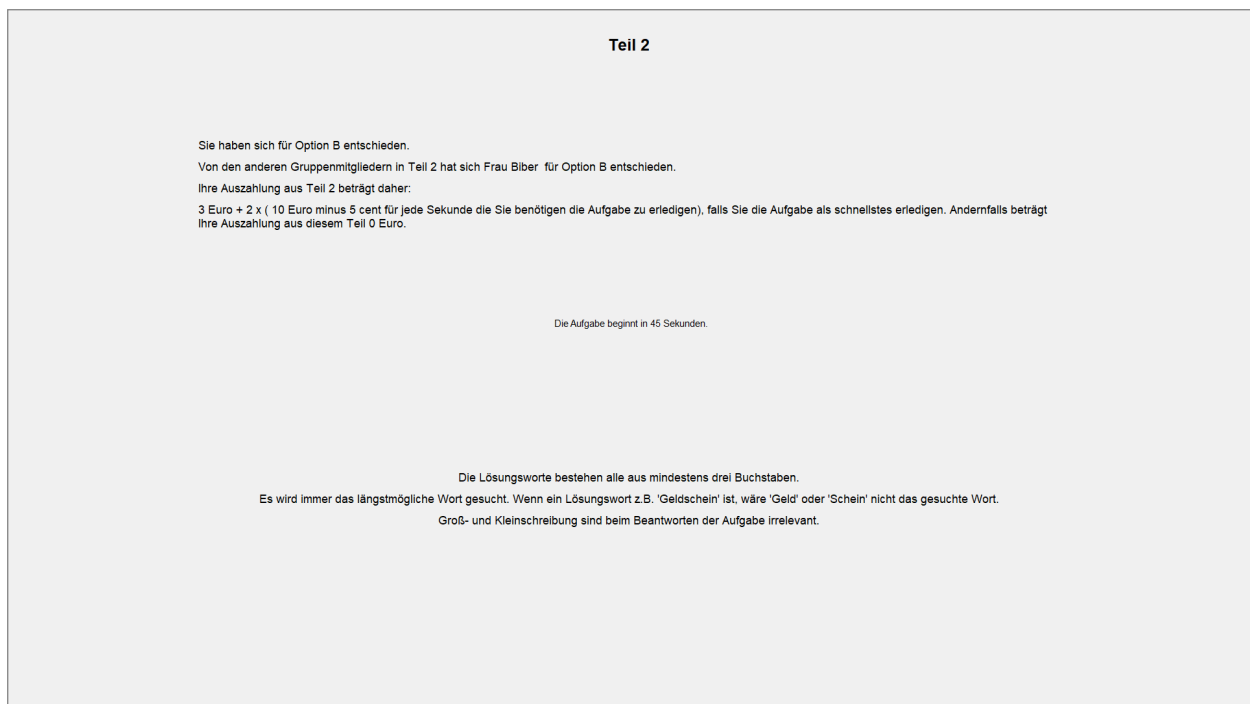 Teil 2
Sie haben sich für Option B entschieden.
Von den anderen Gruppenmitgliedern in Teil 2 hat sich Frau Biber für Option B entschieden.
Ihre Auszahlung aus Teil 2 beträgt daher:
3 Euro + 2 x ( 10 Euro minus 5 cent für jede Sekunde die Sie benötigen die Aufgabe zu erledigen), falls Sie die Aufgabe als schnellstes erledigen. Andernfalls beträgt
Ihre Auszahlung aus diesem Teil 0 Euro.
Die Aufgabe beginnt in 45 Sekunden.
Die Lösungsworte bestehen alle aus mindestens drei Buchstaben.
Es wird immer das längstmögliche Wort gesucht. Wenn ein Lösungswort z.B. 'Geldschein' ist, wäre 'Geld' oder 'Schein' nicht das gesuchte Wort.
Groß- und Kleinschreibung sind beim Beantworten der Aufgabe irrelevant.